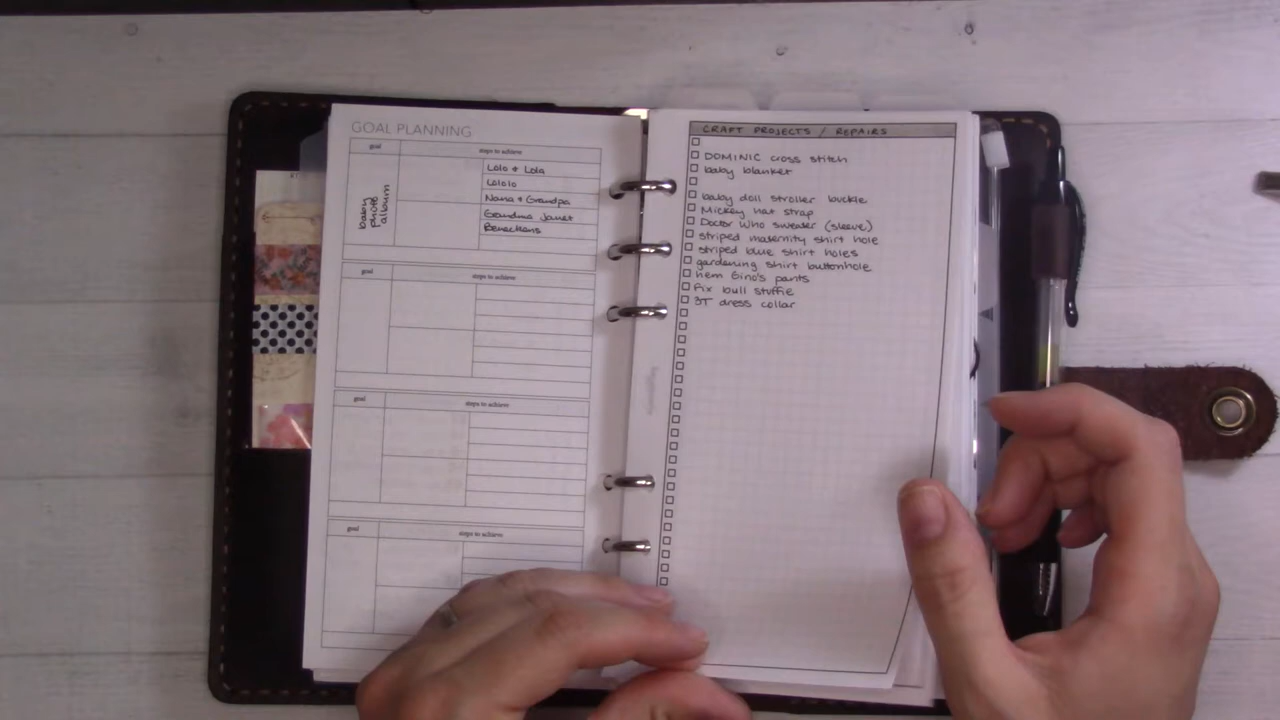 GOAL PLANNING
goal steps to achieve
baby
photo
album
Lolo & Lola
Lololo
Nana & Grandpa
Grandma Janet
goal steps to achieve
goal steps to achieve
goal steps to achieve
CRAFT PROJECTS / REPAIRS
DOMINIC cross stitch
baby blanket
baby doll stroller buckle
Mickey hat strap
Doctor Who sweater (sleeve)
striped maternity shirt hole
striped blue shirt holes
gardening shirt buttonhole
hem Gino's pants
fix bull stuffie
3T dress collar